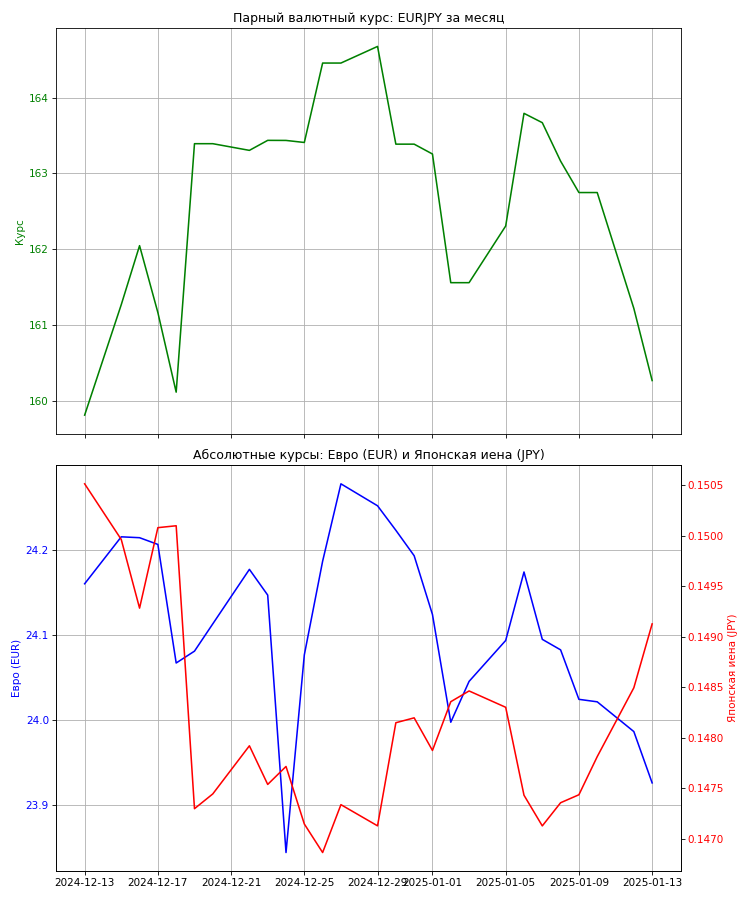 Парный валютный курс: EURJPY за месяц
Курс
164
163
162
161
160
Абсолютные курсы: Евро (EUR) и Японская иена (JPY)
Евро (EUR)
24.2
24.1
24.0
23.9
0.1505
0.1500
0.1495
0.1490
0.1485
0.1480
0.1475
0.1470
Японская иена (JPY)
2024-12-13 2024-12-17 2024-12-21 2024-12-25 2024-12-29 2025-01-01 2025-01-05 2025-01-09 2025-01-13